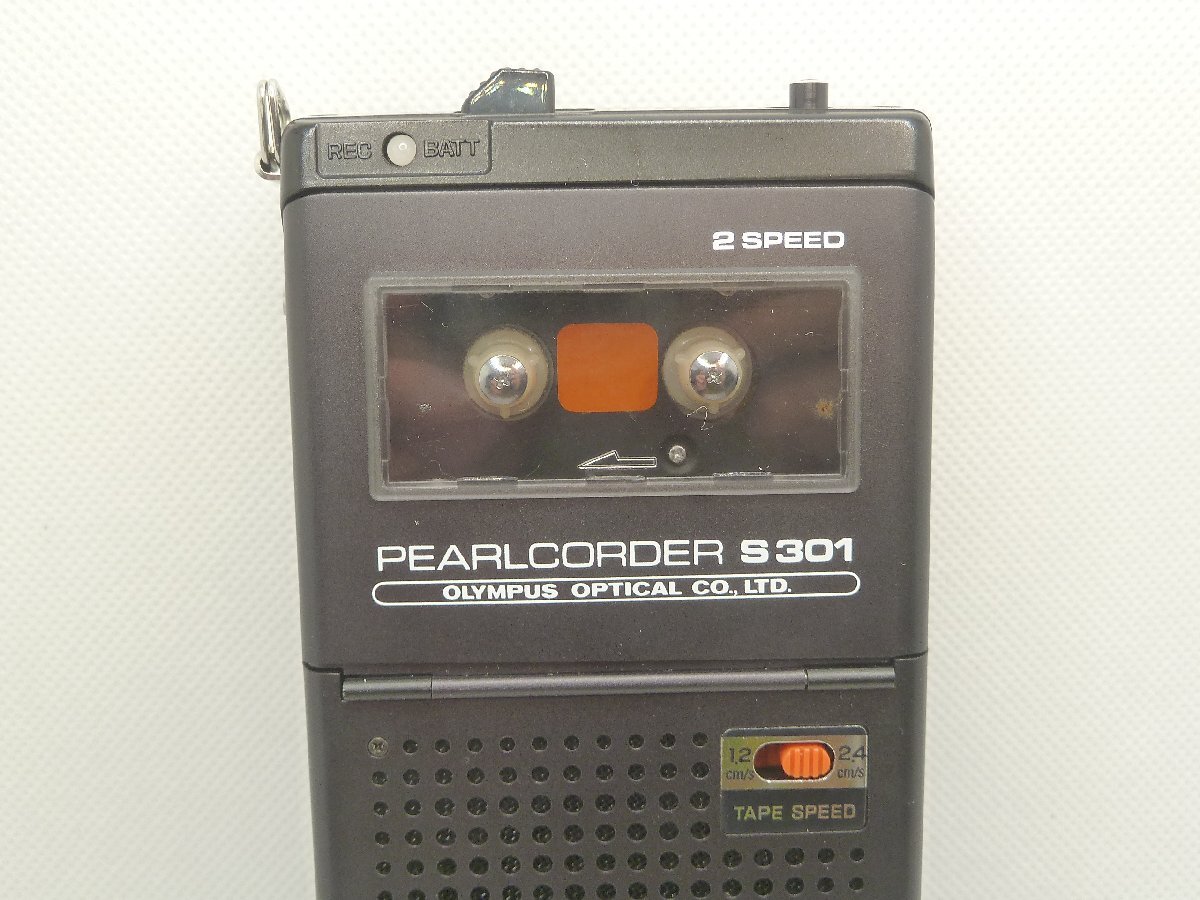 REC BATT
2 SPEED
PEARLCORDER S301
OLYMPUS OPTICAL CO., LTD.
1.2 cm/s 2.4 cm/s
TAPE SPEED